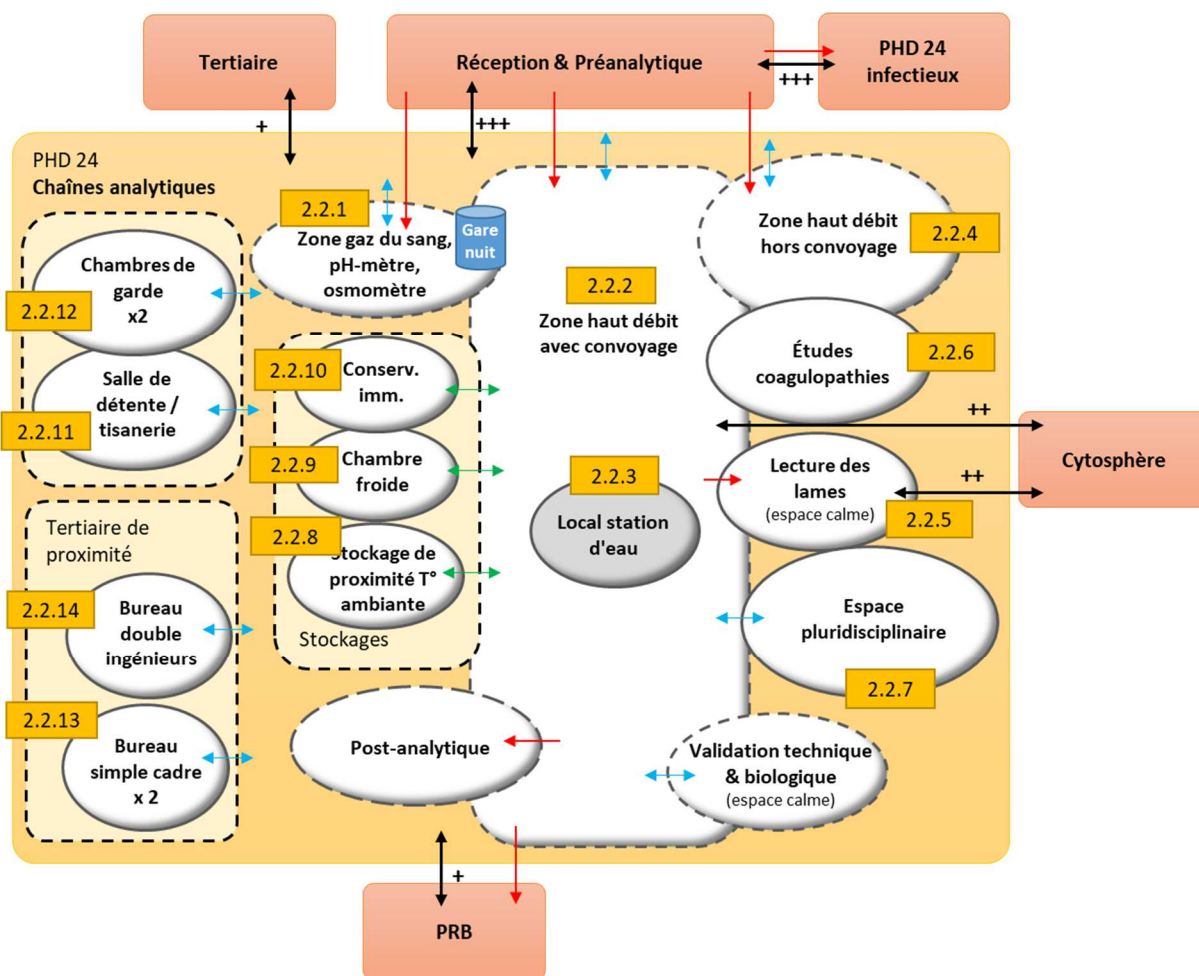 Tertiaire
Réception & Préanalytique
PHD 24
infectieux
+
+++
+++
PHD 24
Chaînes analytiques
2.2.1
Zone gaz du sang,
pH-mètre,
osmomètre
Gare
nuit
2.2.2
Zone haut débit
avec convoyage
Zone haut débit
hors convoyage
2.2.4
Chambres de
garde
x2
2.2.12
Salle de
détente /
tisanerie
2.2.11
2.2.10
Conserv.
imm.
2.2.9
Chambre
froide
2.2.8
Stockage de
proximité T°
ambiante
Stockages
2.2.3
Local station
d'eau
Études
coagulopathies
2.2.6
++
Cytosphère
Lecture des
lames
(espace calme)
++
2.2.5
Espace
pluridisciplinaire
2.2.7
Tertiaire de
proximité
2.2.14
Bureau
double
ingénieurs
2.2.13
Bureau
simple cadre
x 2
Post-analytique
Validation technique
& biologique
(espace calme)
+
PRB